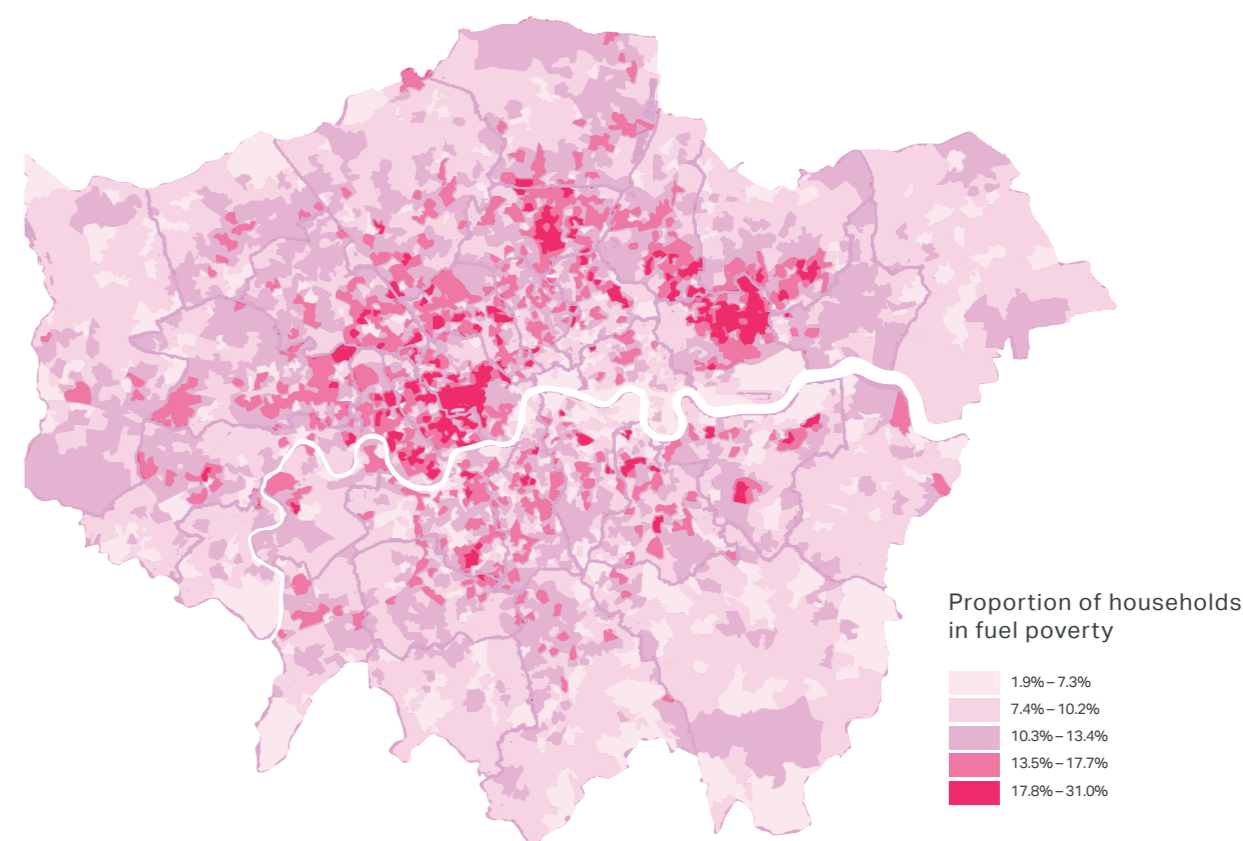 Proportion of households
in fuel poverty
1.9% – 7.3%
7.4% – 10.2%
10.3% – 13.4%
13.5% – 17.7%
17.8% – 31.0%